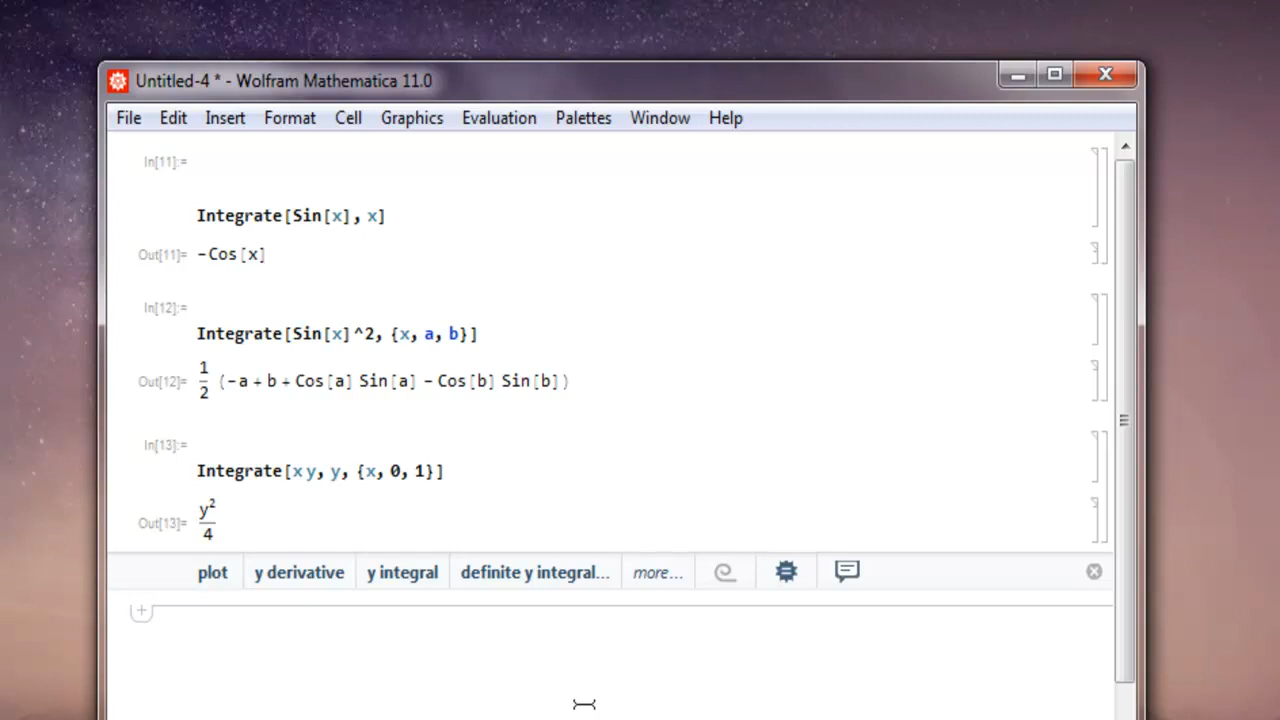 Untitled-4 * - Wolfram Mathematica 11.0
File Edit Insert Format Cell Graphics Evaluation Palettes Window Help
In[11]:=
Integrate[Sin[x], x]
Out[11]= -Cos[x]
In[12]:=
Integrate[Sin[x]^2, {x, a, b}]
Out[12]= 1/2 (-a + b + Cos[a] Sin[a] - Cos[b] Sin[b])
In[13]:=
Integrate[x y, y, {x, 0, 1}]
Out[13]= y²/4
plot y derivative y integral definite y integral... more...